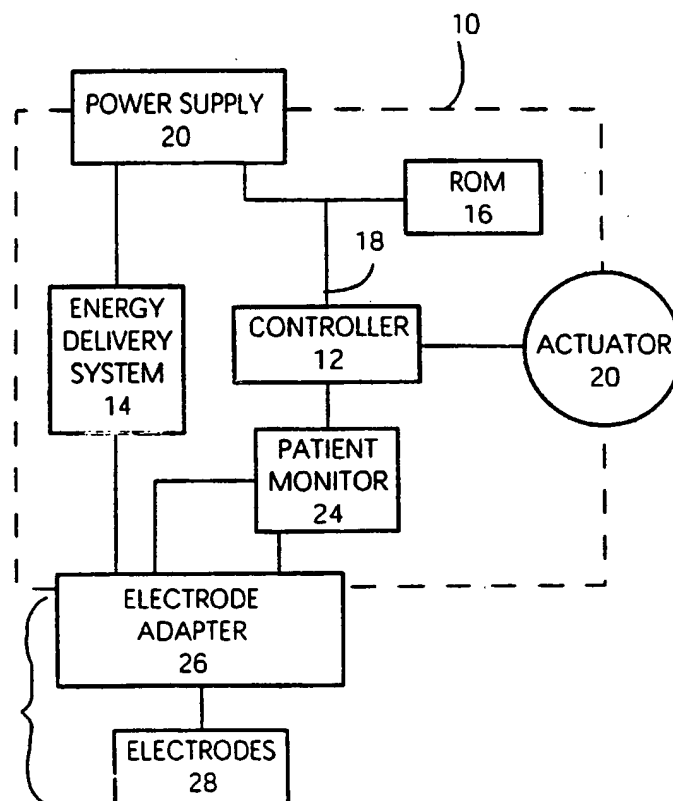 10
POWER SUPPLY
20
ROM
16
18
ENERGY
DELIVERY
SYSTEM
14
CONTROLLER
12
ACTUATOR
20
PATIENT
MONITOR
24
ELECTRODE
ADAPTER
26
ELECTRODES
28